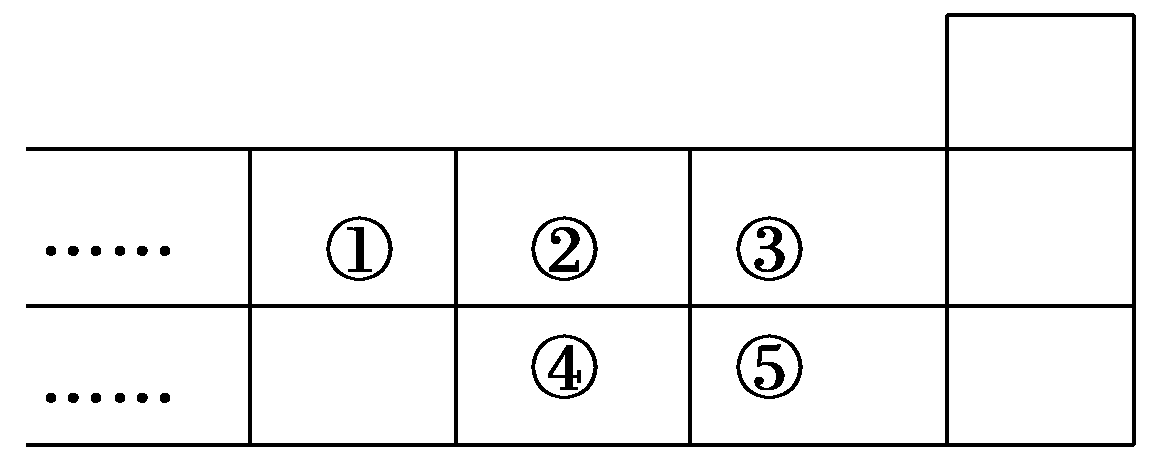 …… ① ② ③
…… ④ ⑤